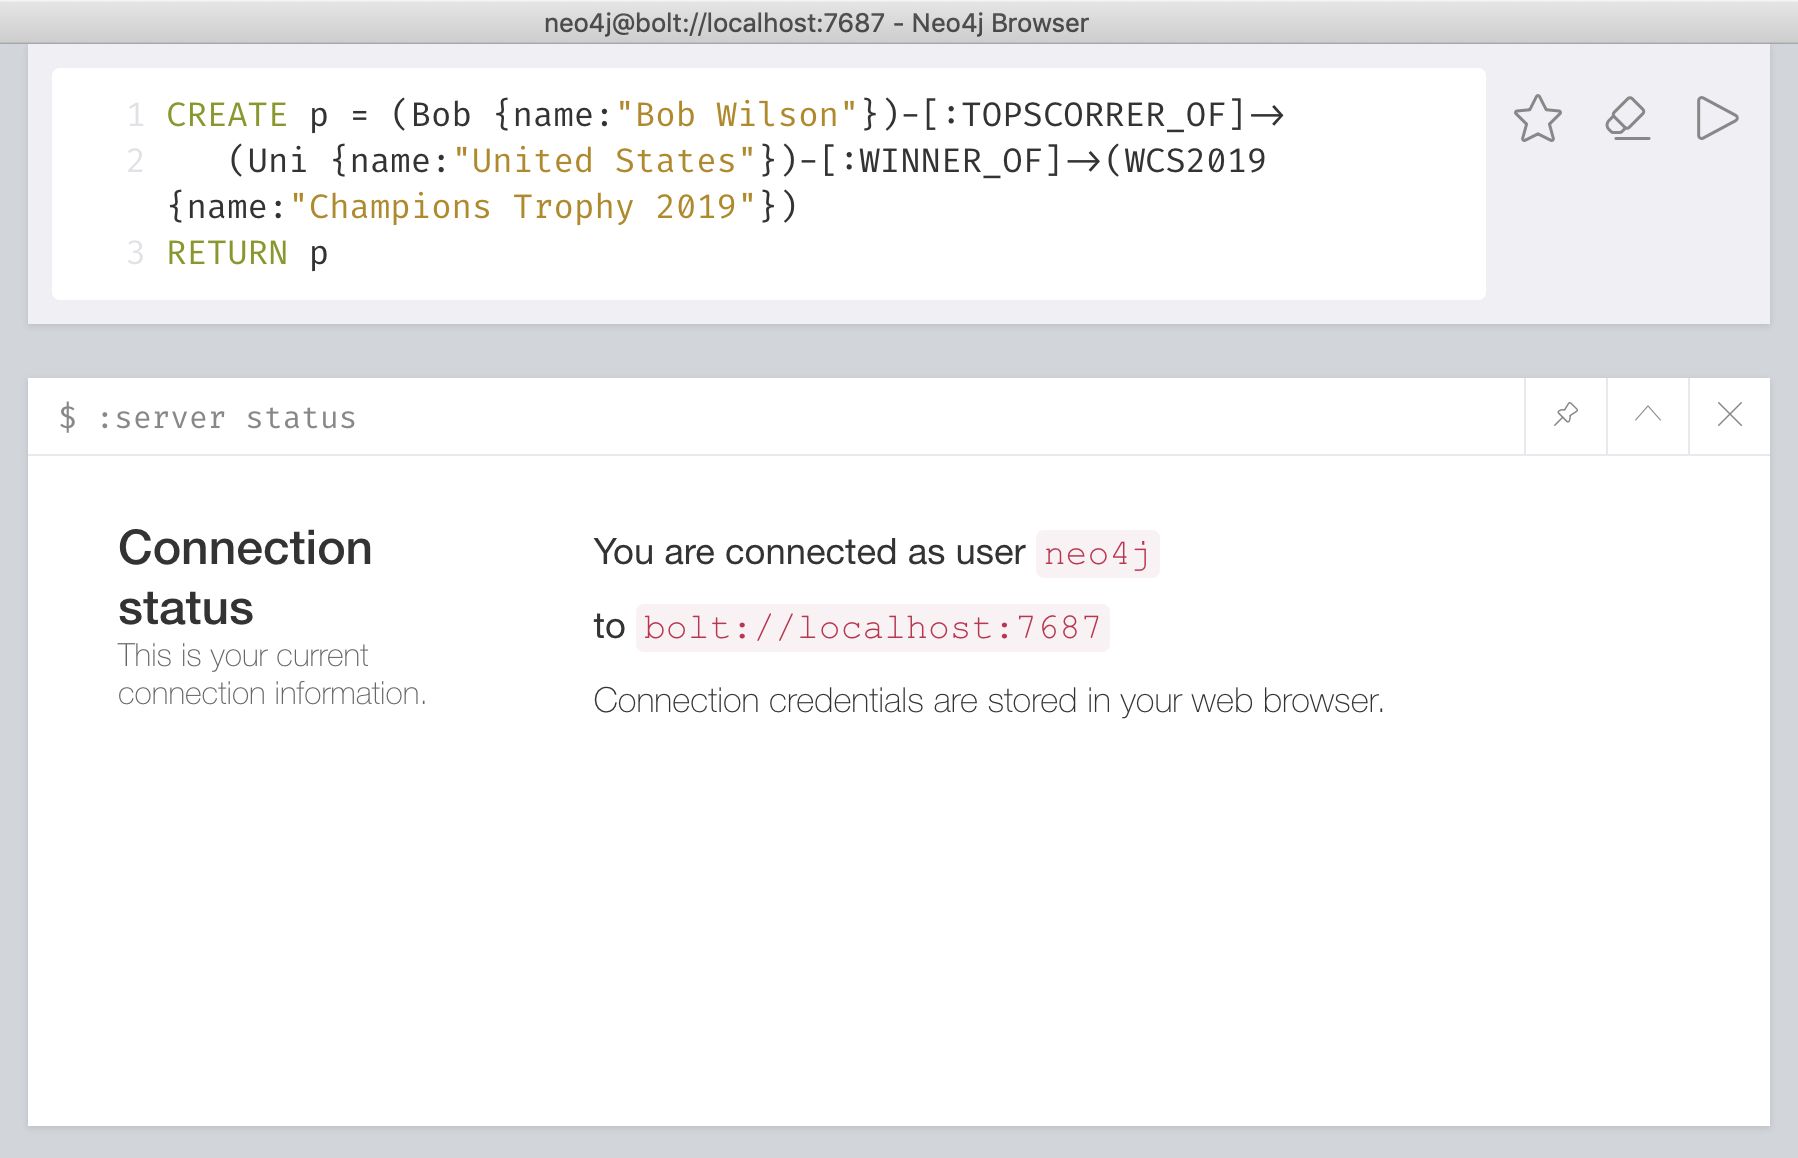 neo4j@bolt://localhost:7687 - Neo4j Browser
1 CREATE p = (Bob {name:"Bob Wilson"})-[:TOPSCORRER_OF]->
2 (Uni {name:"United States"})-[:WINNER_OF]->(WCS2019
{name:"Champions Trophy 2019"})
3 RETURN p
$ :server status
Connection
status
This is your current
connection information.
You are connected as user neo4j
to bolt://localhost:7687
Connection credentials are stored in your web browser.